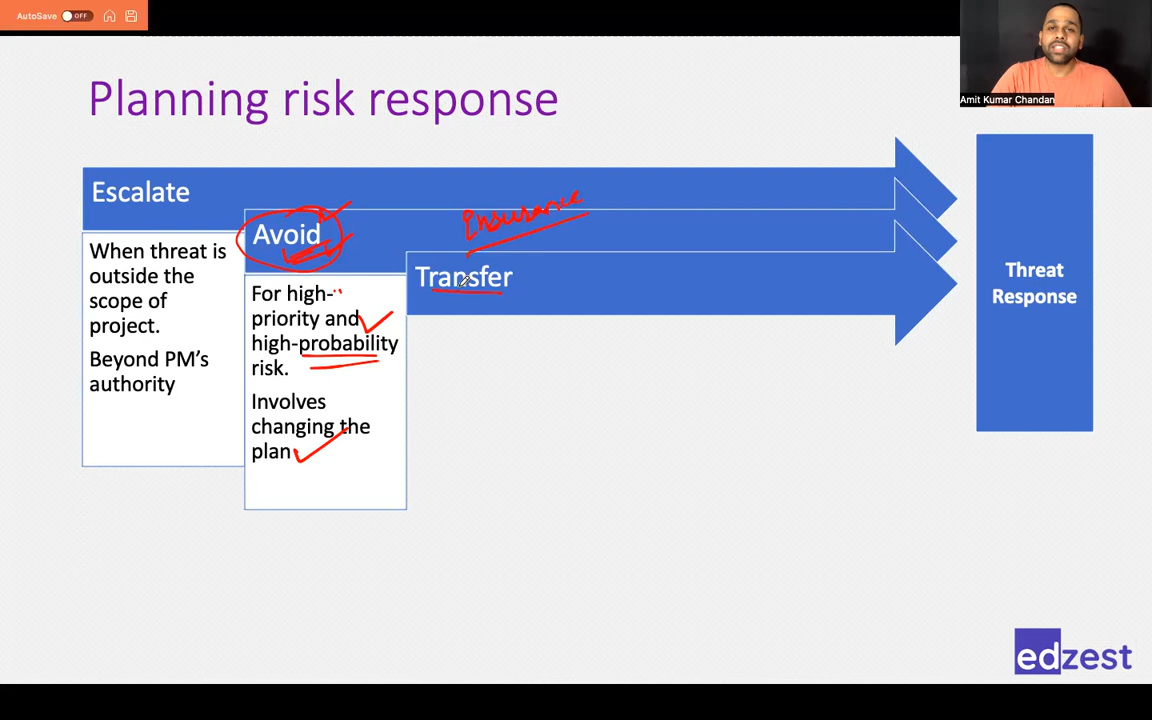 AutoSave OFF
Amit Kumar Chandan
Planning risk response
Escalate
When threat is
outside the
scope of
project.
Beyond PM's
authority
Avoid
For high-
priority and
high-probability
risk.
Involves
changing the
plan
Insurance
Transfer
Threat
Response
edzest